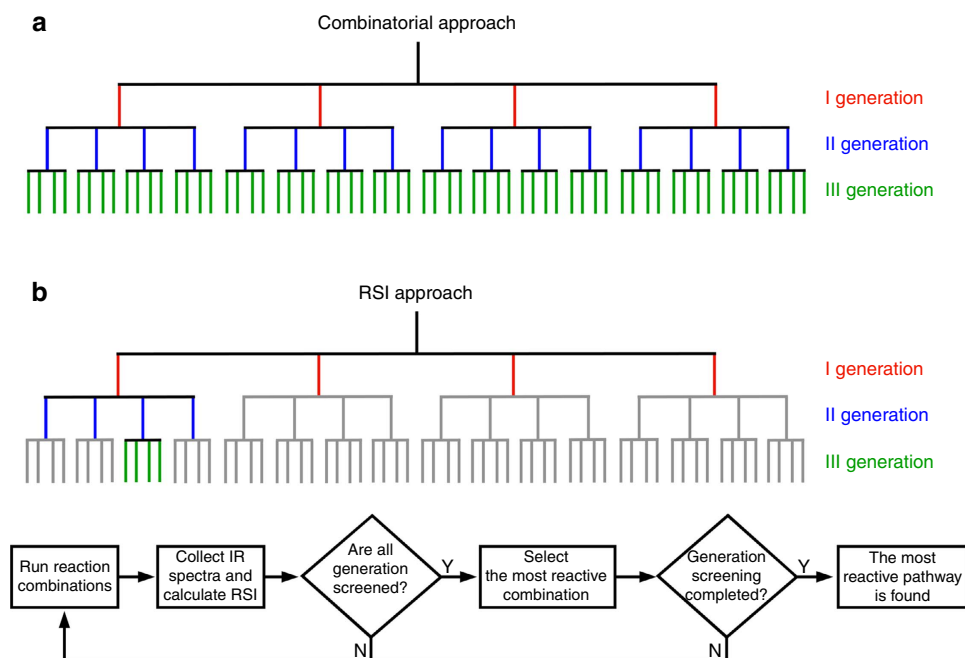 a
Combinatorial approach
I generation
II generation
III generation
b
RSI approach
I generation
II generation
III generation
Run reaction
combinations
Collect IR
spectra and
calculate RSI
Are all
generation
screened?
Y
N
Select
the most reactive
combination
Generation
screening
completed?
Y
N
The most
reactive pathway
is found